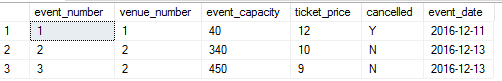 event_number venue_number event_capacity ticket_price cancelled event_date
1 1 1 40 12 Y 2016-12-11
2 2 2 340 10 N 2016-12-13
3 3 2 450 9 N 2016-12-13